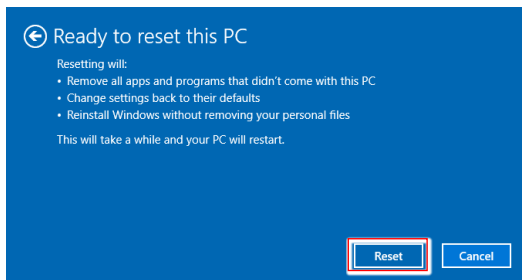 Ready to reset this PC
Resetting will:
• Remove all apps and programs that didn't come with this PC
• Change settings back to their defaults
• Reinstall Windows without removing your personal files
This will take a while and your PC will restart.
Reset
Cancel